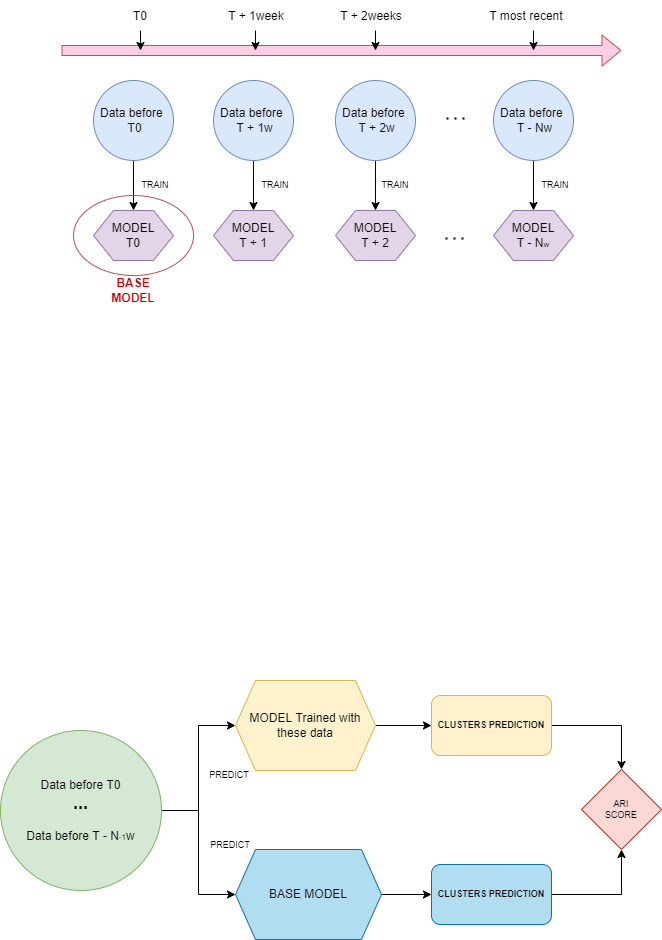 T0 T + 1week T + 2weeks T most recent
Data before Data before Data before ... Data before
T0 T + 1w T + 2w T - Nw
TRAIN TRAIN TRAIN TRAIN
MODEL MODEL MODEL ... MODEL
T0 T + 1 T + 2 T - Nw
BASE
MODEL
MODEL Trained with
these data
CLUSTERS PREDICTION
PREDICT
Data before T0
...
Data before T - N-1w
ARI
SCORE
PREDICT
BASE MODEL
CLUSTERS PREDICTION